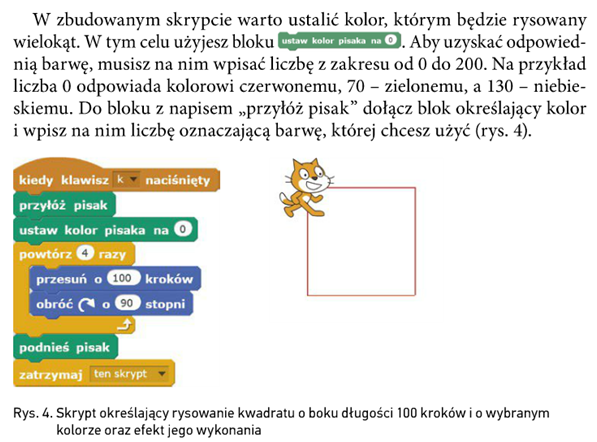 W zbudowanym skrypcie warto ustalić kolor, którym będzie rysowany
wielokąt. W tym celu użyjesz bloku ustaw kolor pisaka na 0. Aby uzyskać odpowied-
nią barwę, musisz na nim wpisać liczbę z zakresu od 0 do 200. Na przykład
liczba 0 odpowiada kolorowi czerwonemu, 70 – zielonemu, a 130 – niebie-
skiemu. Do bloku z napisem „przyłóż pisak” dołącz blok określający kolor
i wpisz na nim liczbę oznaczającą barwę, której chcesz użyć (rys. 4).
kiedy klawisz k naciśnięty
przyłóż pisak
ustaw kolor pisaka na 0
powtórz 4 razy
przesuń o 100 kroków
obróć o 90 stopni
podnieś pisak
zatrzymaj ten skrypt
Rys. 4. Skrypt określający rysowanie kwadratu o boku długości 100 kroków i o wybranym
kolorze oraz efekt jego wykonania